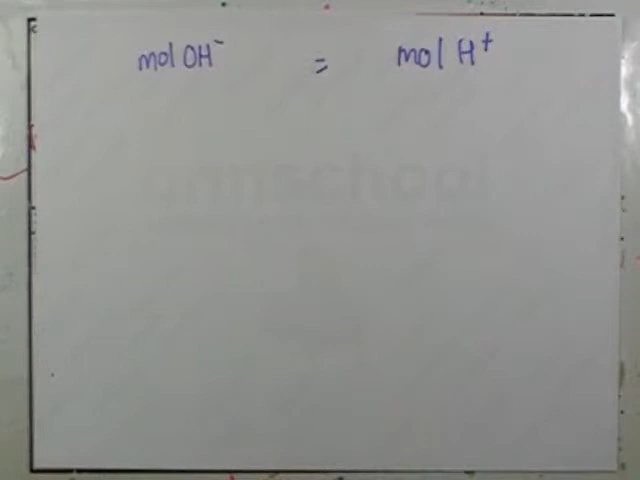 mol OH⁻ = mol H⁺